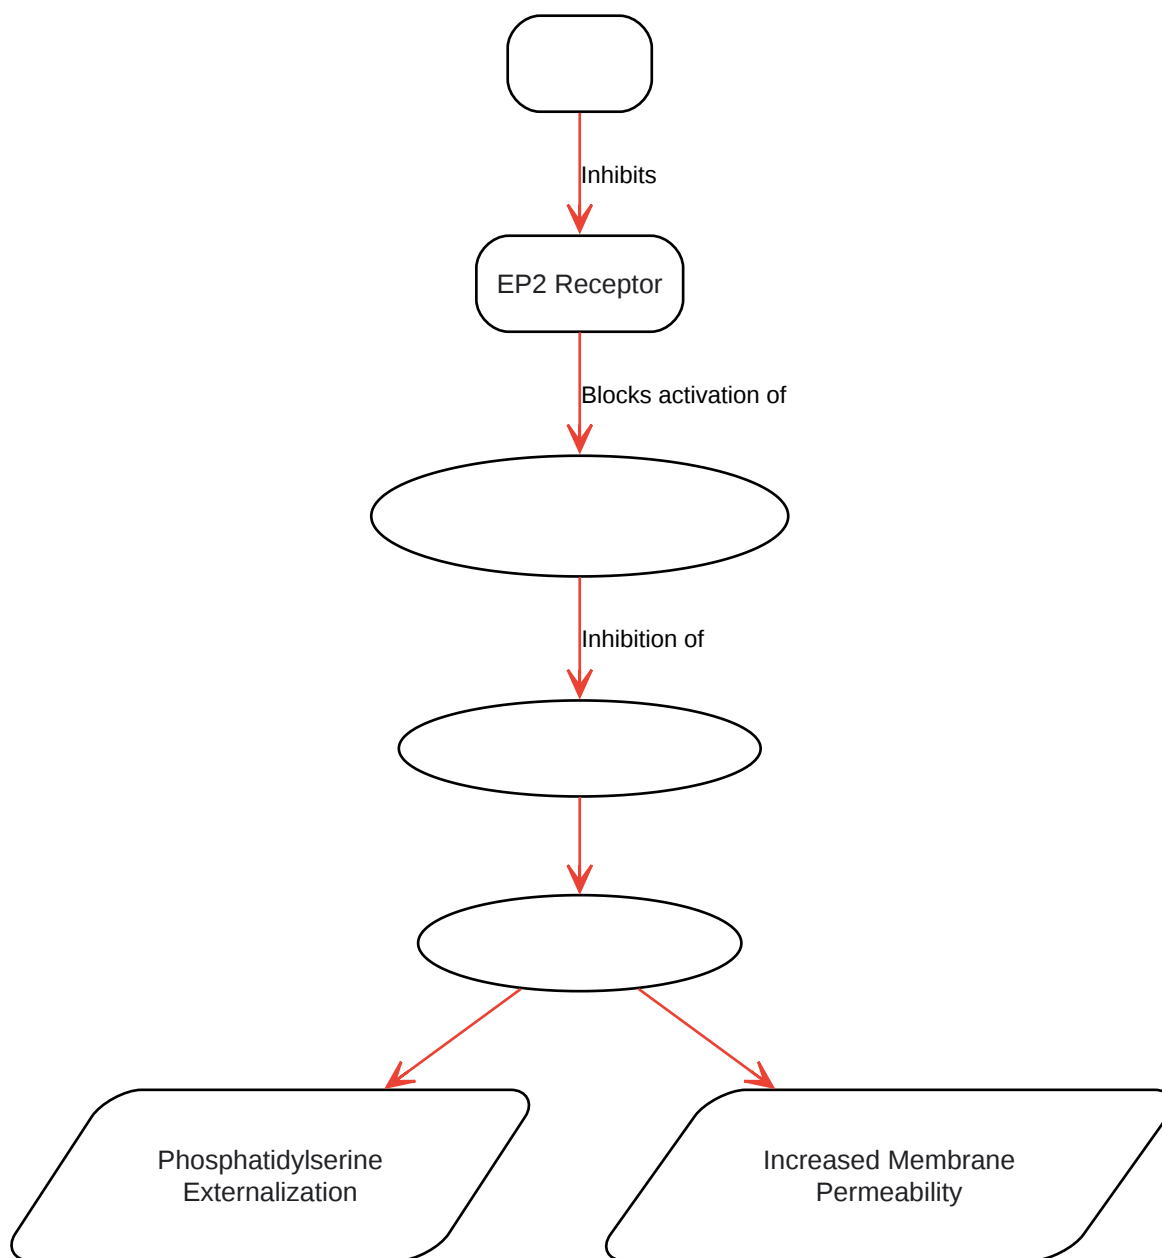 Inhibits
EP2 Receptor
Blocks activation of
Inhibition of
Phosphatidylserine
Externalization
Increased Membrane
Permeability